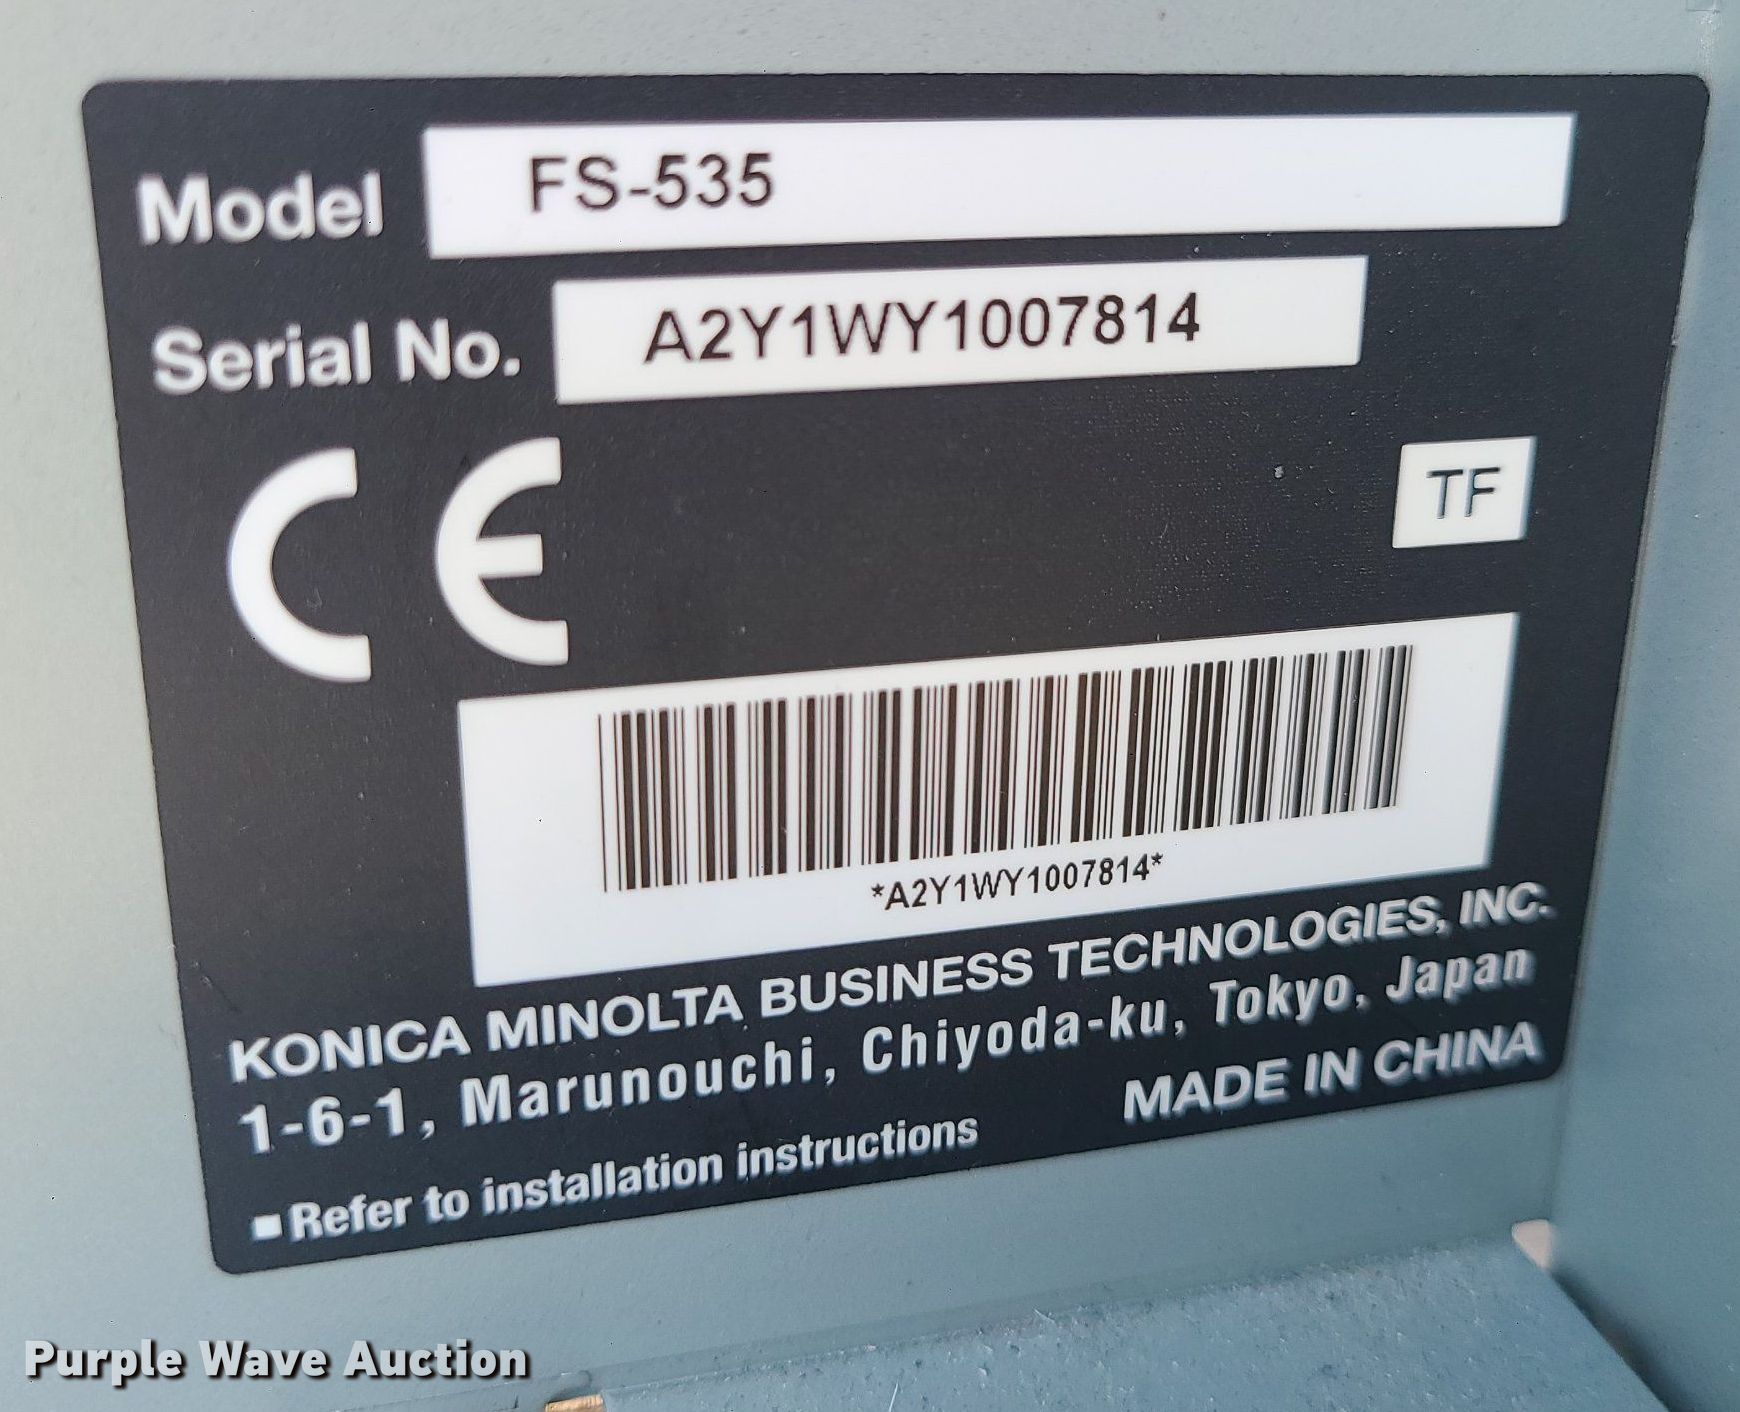 Model FS-535
Serial No. A2Y1WY1007814
CE
TF
*A2Y1WY1007814*
KONICA MINOLTA BUSINESS TECHNOLOGIES, INC.
1-6-1, Marunouchi, Chiyoda-ku, Tokyo, Japan
MADE IN CHINA
■Refer to installation instructions
Purple Wave Auction